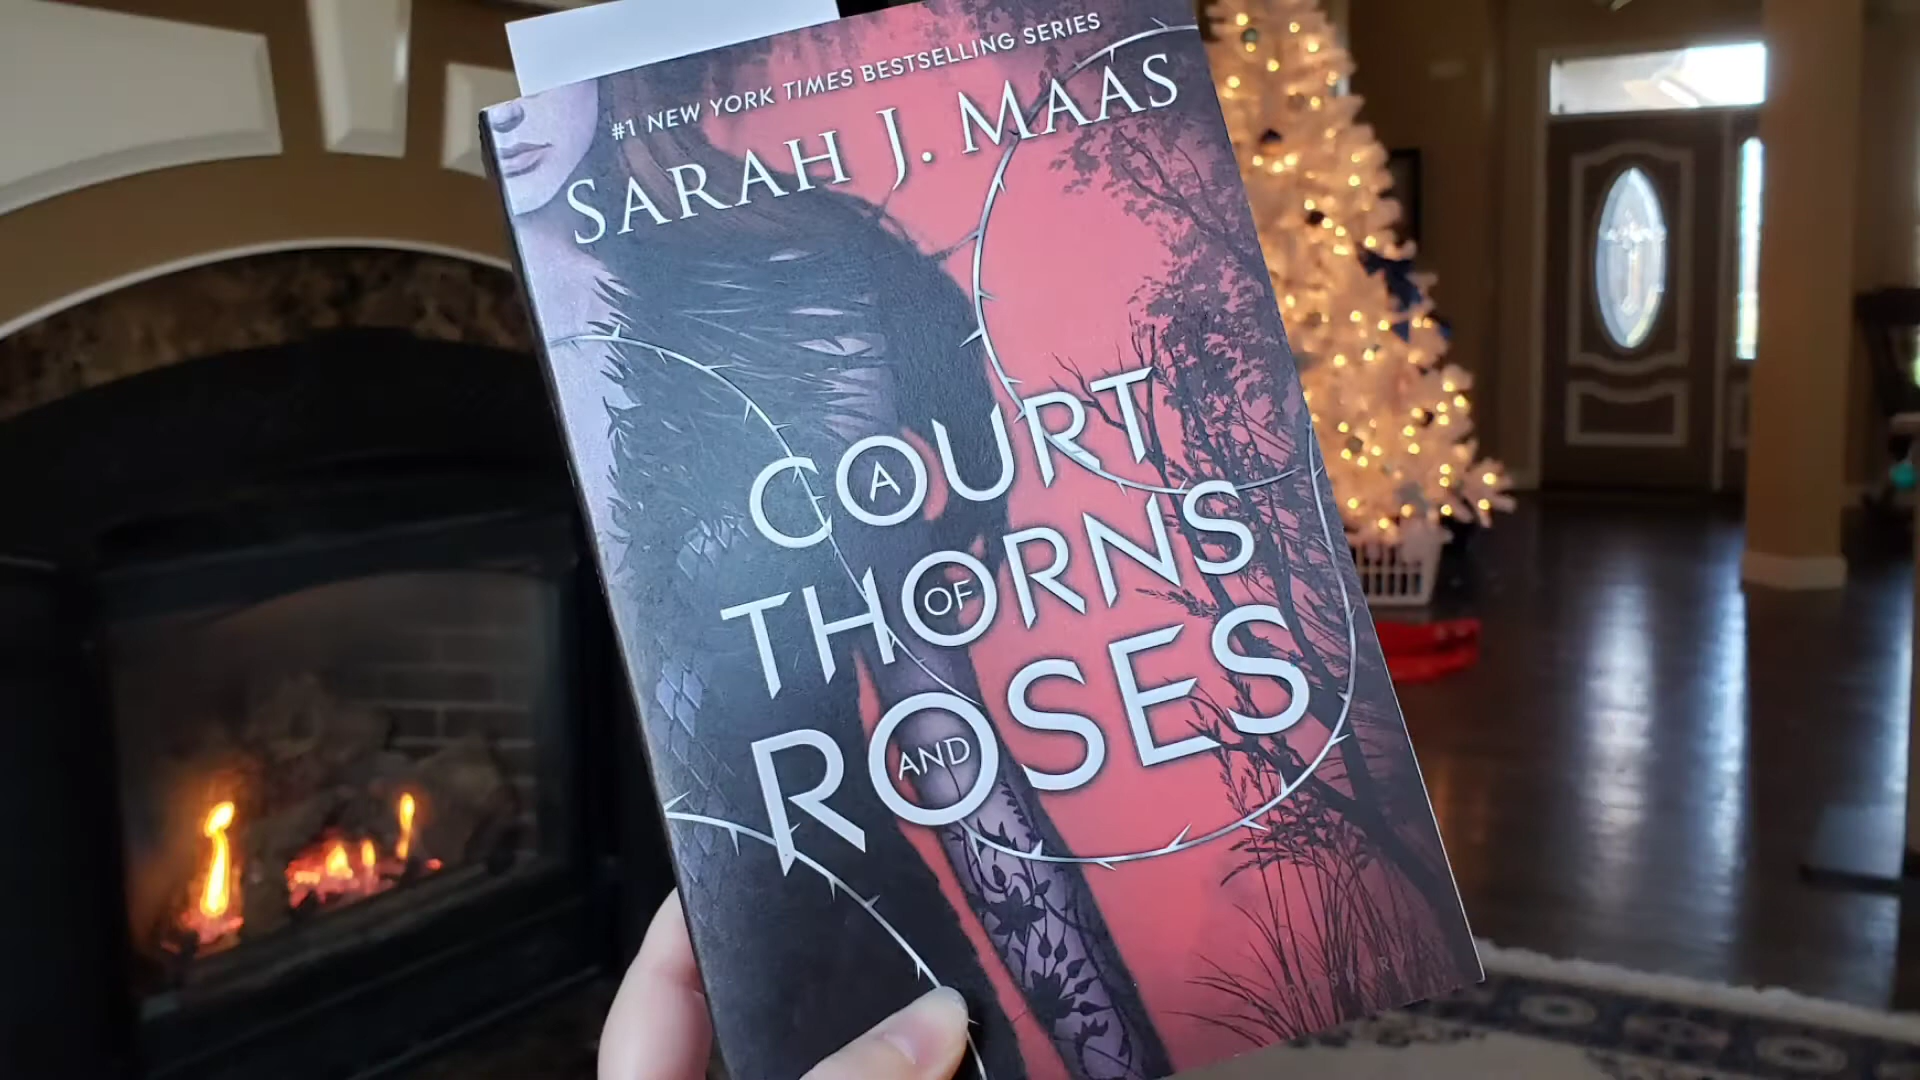 #1 NEW YORK TIMES BESTSELLING SERIES
SARAH J. MAAS
A COURT
OF THORNS
AND ROSES